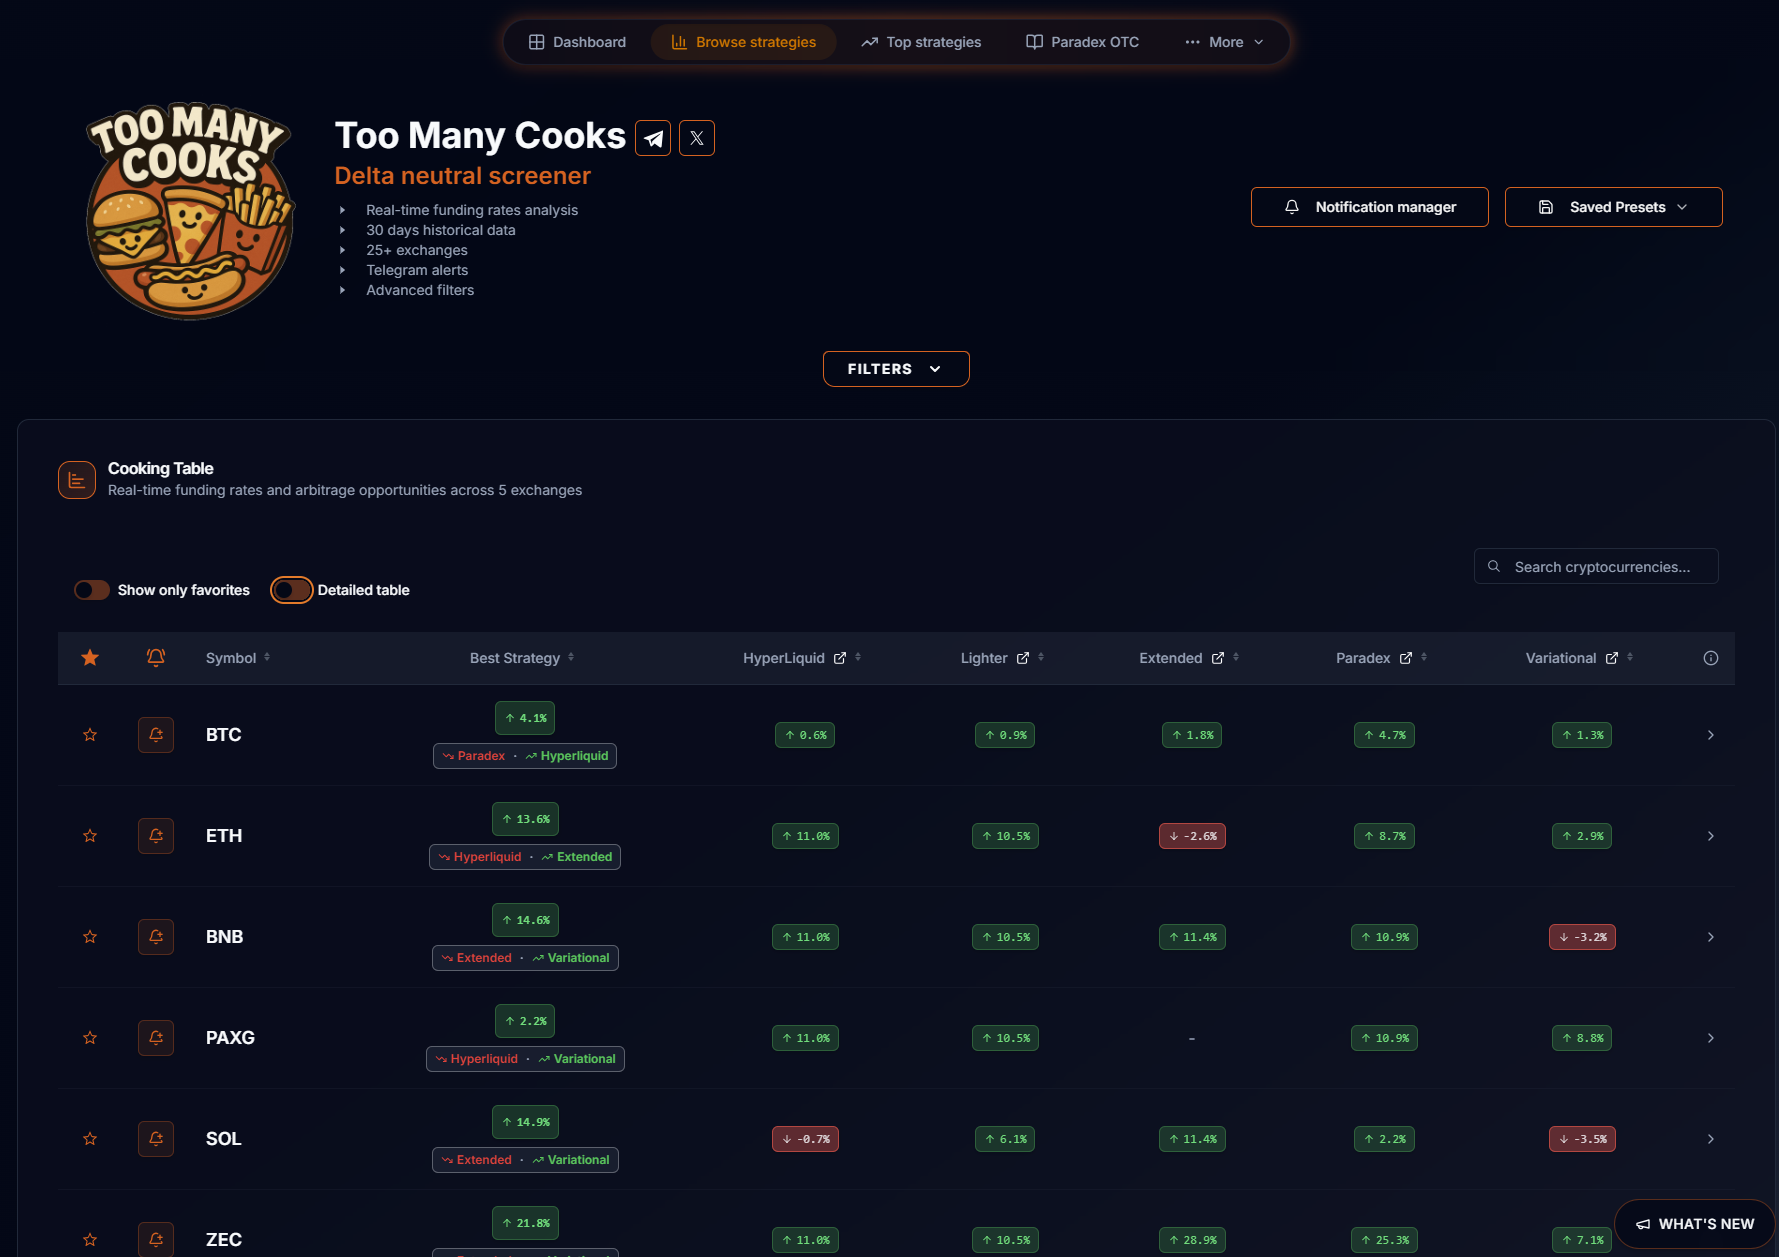 Dashboard
Browse strategies
Top strategies
Paradex OTC
More
TOO MANY
COOKS
Too Many Cooks
Delta neutral screener
Real-time funding rates analysis
30 days historical data
25+ exchanges
Telegram alerts
Advanced filters
Notification manager
Saved Presets
FILTERS
Cooking Table
Real-time funding rates and arbitrage opportunities across 5 exchanges
Search cryptocurrencies...
Show only favorites
Detailed table
Symbol Best Strategy HyperLiquid Lighter Extended Paradex Variational
↑ 4.1%
BTC ↑ 0.6% ↑ 0.9% ↑ 1.8% ↑ 4.7% ↑ 1.3%
Paradex · Hyperliquid
↑ 13.6%
ETH ↑ 11.0% ↑ 10.5% ↓ -2.6% ↑ 8.7% ↑ 2.9%
Hyperliquid · Extended
↑ 14.6%
BNB ↑ 11.0% ↑ 10.5% ↑ 11.4% ↑ 10.9% ↓ -3.2%
Extended · Variational
↑ 2.2%
PAXG ↑ 11.0% ↑ 10.5% - ↑ 10.9% ↑ 8.8%
Hyperliquid · Variational
↑ 14.9%
SOL ↓ -0.7% ↑ 6.1% ↑ 11.4% ↑ 2.2% ↓ -3.5%
Extended · Variational
↑ 21.8%
ZEC ↑ 11.0% ↑ 10.5% ↑ 28.9% ↑ 25.3% ↑ 7.1%
WHAT'S NEW